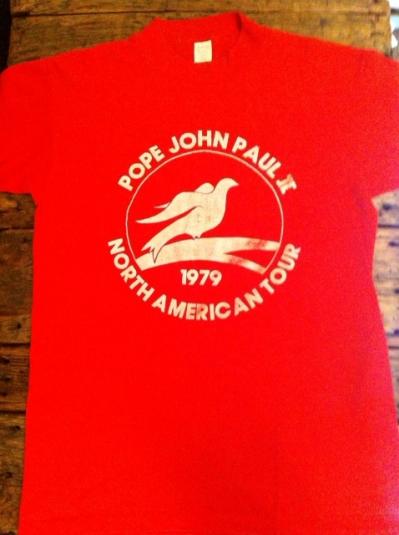 POPE JOHN PAUL II
1979
NORTH AMERICAN TOUR